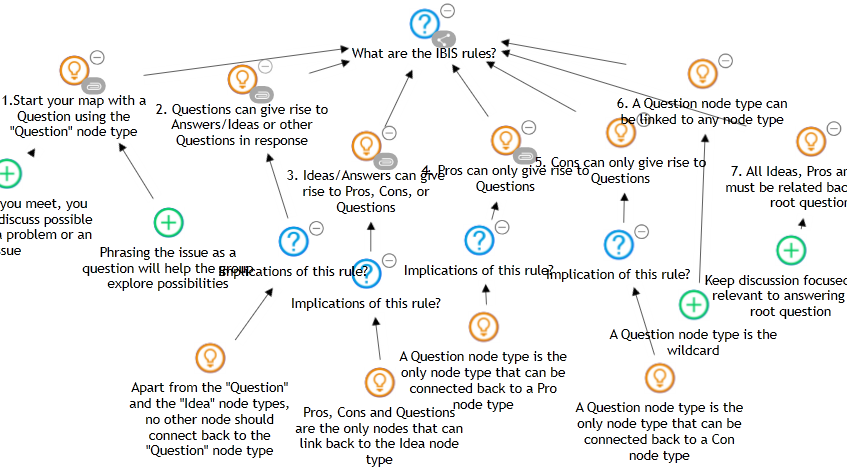 What are the IBIS rules?
1.Start your map with a
Question using the
"Question" node type
2. Questions can give rise to
Answers/Ideas or other
Questions in response
3. Ideas/Answers can give
rise to Pros, Cons, or
Questions
4. Pros can only give rise to
Questions
5. Cons can only give rise to
Questions
6. A Question node type can
be linked to any node type
7. All Ideas, Pros
must be related
root question
you meet, you
discuss possible
a problem or an
Phrasing the issue as a
question will help the group
explore possibilities
Implications of this rule?
Implications of this rule?
Implications of this rule?
Implications of this rule?
Keep discussion focused
relevant to answering
root question
A Question node type is the
wildcard
Apart from the "Question"
and the "Idea" node types,
no other node should
connect back to the
"Question" node type
Pros, Cons and Questions
are the only nodes that can
link back to the Idea node
type
A Question node type is the
only node type that can be
connected back to a Pro
node type
A Question node type is the
only node type that can be
connected back to a Con
node type